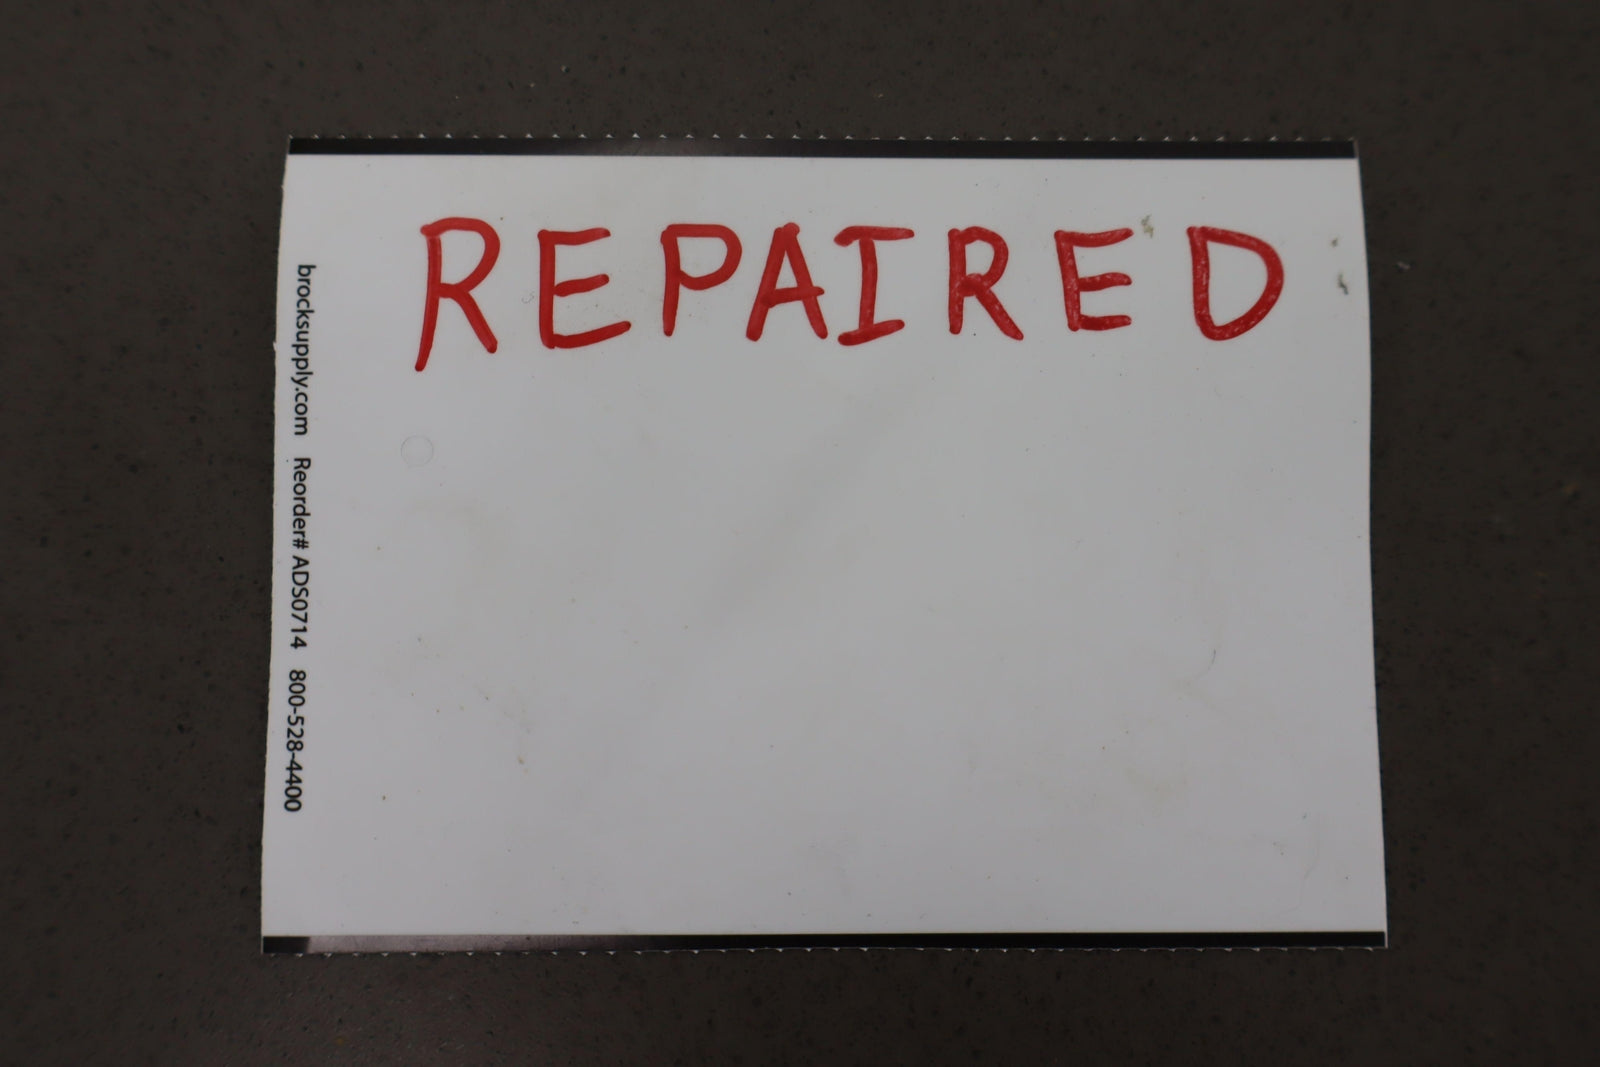 REPAIRED
brocksupply.com Reorder# ADS0714 800-528-4400